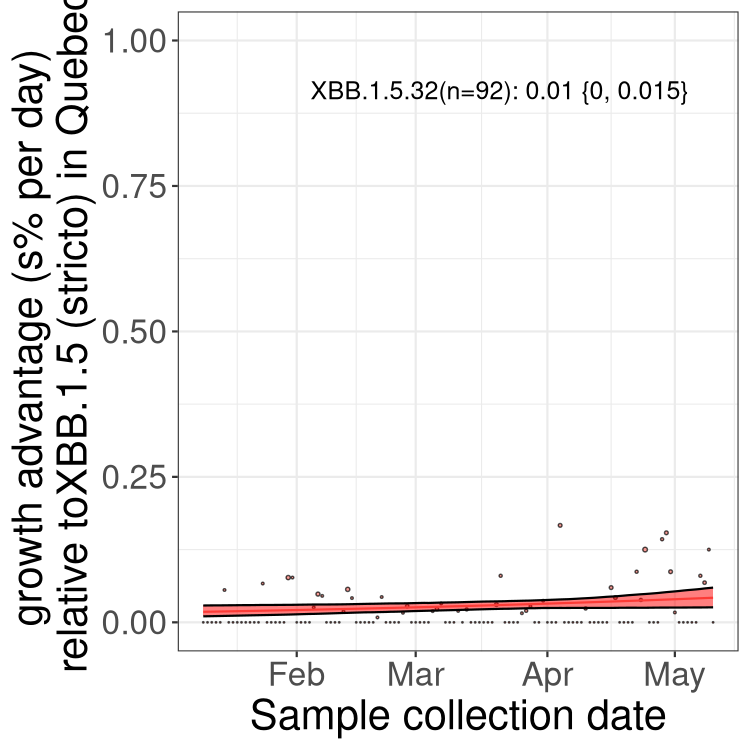 growth advantage (s% per day)
relative toXBB.1.5 (stricto) in Quebec
1.00
0.75
0.50
0.25
0.00
XBB.1.5.32(n=92): 0.01 {0, 0.015}
Feb Mar Apr May
Sample collection date